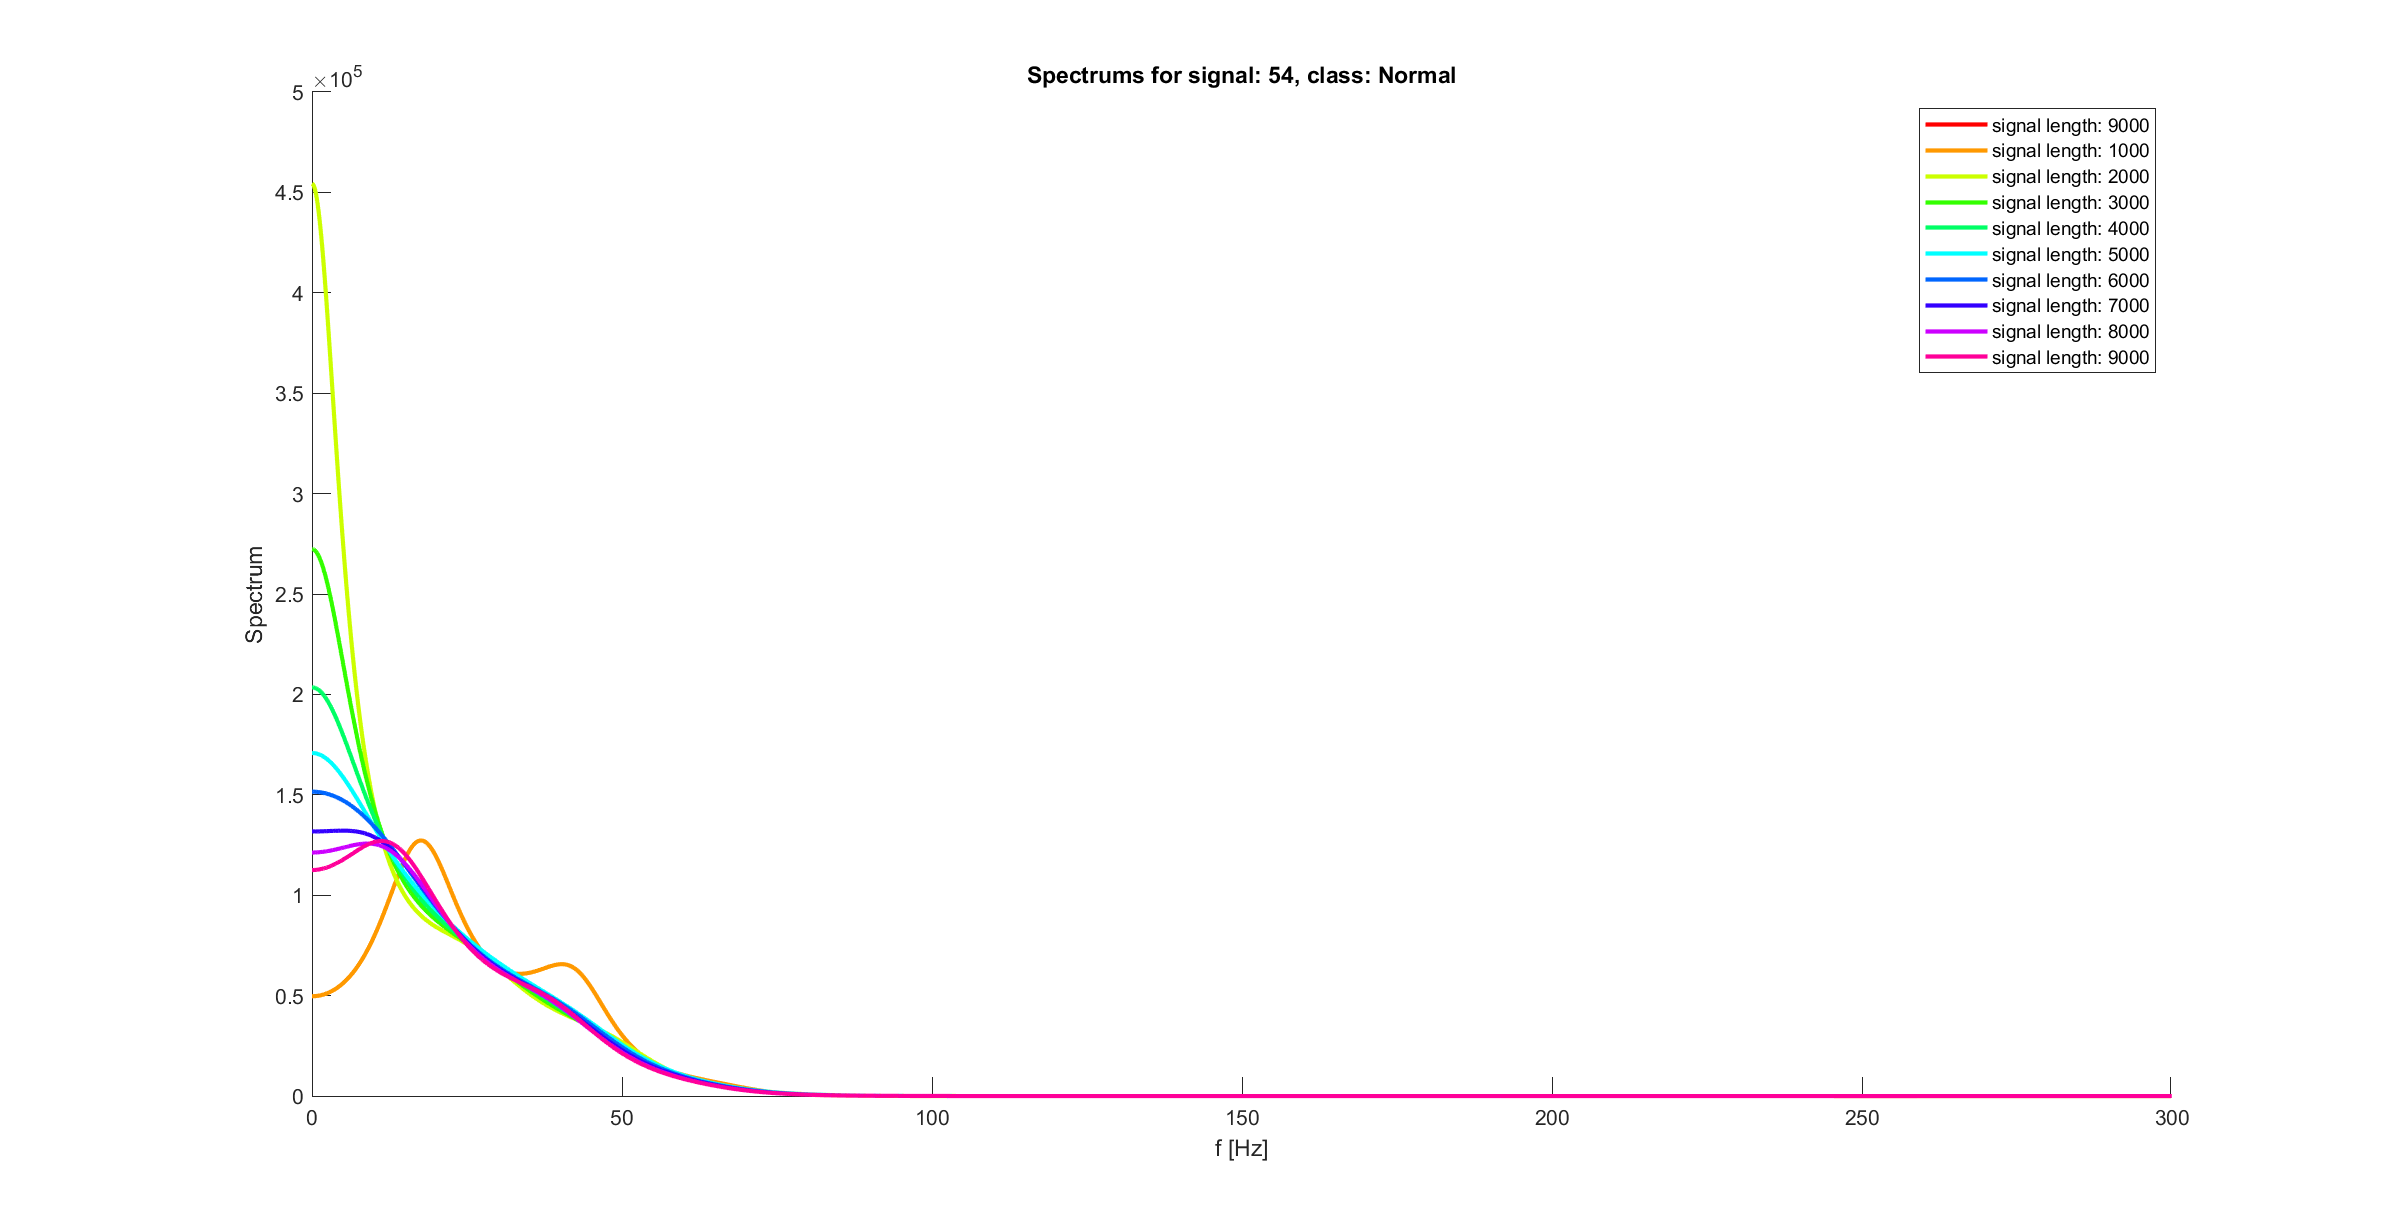 Spectrums for signal: 54, class: Normal
×10^5
5
4.5
4
3.5
3
2.5
2
1.5
1
0.5
0
Spectrum
0 50 100 150 200 250 300
f [Hz]
signal length: 9000
signal length: 1000
signal length: 2000
signal length: 3000
signal length: 4000
signal length: 5000
signal length: 6000
signal length: 7000
signal length: 8000
signal length: 9000